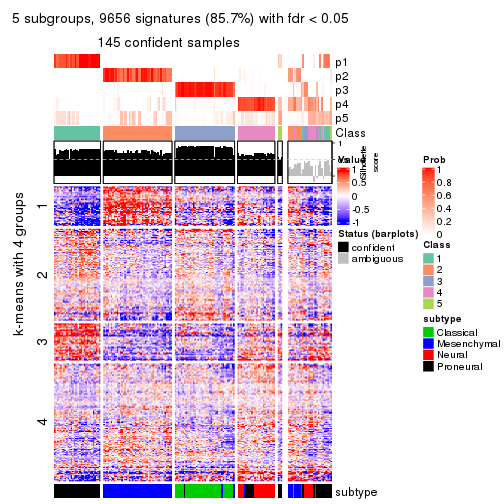 5 subgroups, 9656 signatures (85.7%) with fdr < 0.05
145 confident samples
p1
p2
p3
p4
p5
Class
1
Silhouette
score
k-means with 4 groups
1
2
3
4
subtype
Value
1
0.5
0
-0.5
-1
Status (barplots)
confident
ambiguous
Prob
1
0.8
0.6
0.4
0.2
0
Class
1
2
3
4
5
subtype
Classical
Mesenchymal
Neural
Proneural